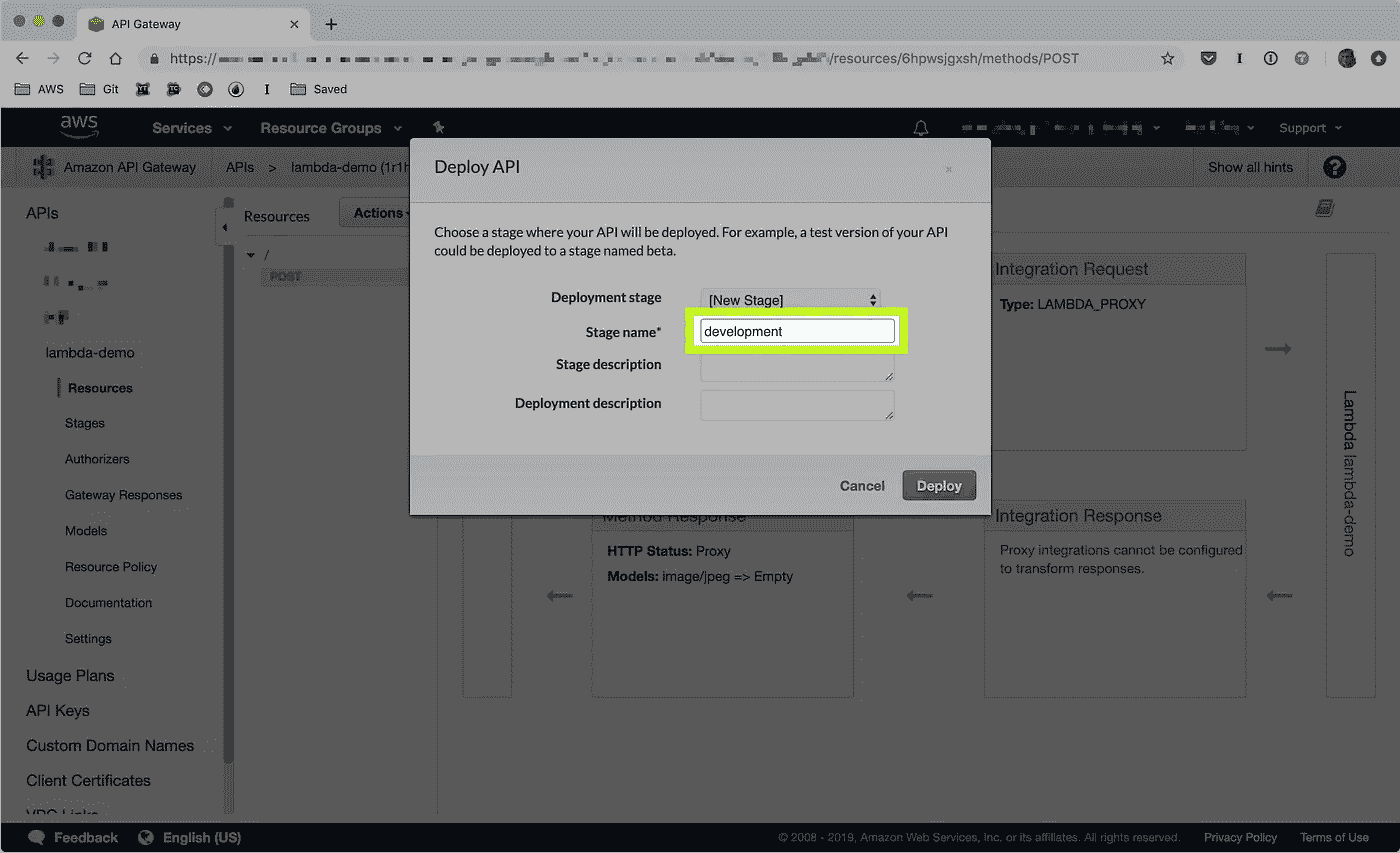 API Gateway
https://
/resources/6hpwsjgxsh/methods/POST
AWS
Git
Saved
aws
Services
Resource Groups
Support
Amazon API Gateway
APIs > lambda-demo (1r1h
Show all hints
APIs
lambda-demo
Resources
Stages
Authorizers
Gateway Responses
Models
Resource Policy
Documentation
Settings
Usage Plans
API Keys
Custom Domain Names
Client Certificates
VPC Links
Resources
Actions
/
POST
Deploy API
Choose a stage where your API will be deployed. For example, a test version of your API
could be deployed to a stage named beta.
Deployment stage
[New Stage]
Stage name*
development
Stage description
Deployment description
Cancel
Deploy
Integration Request
Type: LAMBDA_PROXY
Lambda lambda-demo
Method Response
HTTP Status: Proxy
Models: image/jpeg => Empty
Integration Response
Proxy integrations cannot be configured
to transform responses.
Feedback
English (US)
© 2008 - 2019, Amazon Web Services, Inc. or its affiliates. All rights reserved.
Privacy Policy
Terms of Use